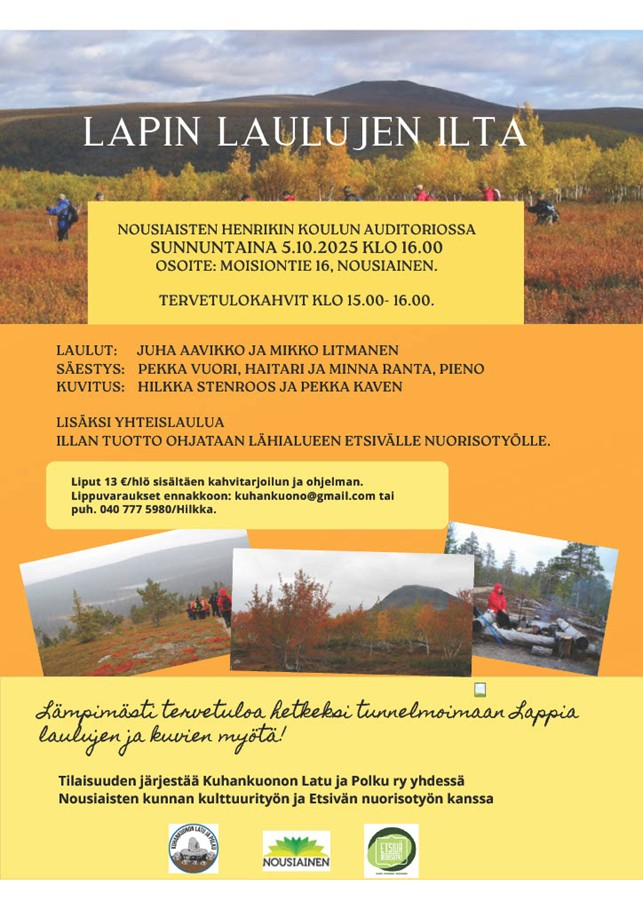 LAPIN LAULUJEN ILTA
NOUSIAISTEN HENRIKIN KOULUN AUDITORIOSSA
SUNNUNTAINA 5.10.2025 KLO 16.00
OSOITE: MOISIONTIE 16, NOUSIAINEN.
TERVETULOKAHVIT KLO 15.00- 16.00.
LAULUT: JUHA AAVIKKO JA MIKKO LITMANEN
SÄESTYS: PEKKA VUORI, HAITARI JA MINNA RANTA, PIENO
KUVITUS: HILKKA STENROOS JA PEKKA KAVEN
LISÄKSI YHTEISLAULUA
ILLAN TUOTTO OHJATAAN LÄHIALUEEN ETSIVÄLLE NUORISOTYÖLLE.
Liput 13 €/hlö sisältäen kahvitarjoilun ja ohjelman.
Lippuvaraukset ennakkoon: kuhankuono@gmail.com tai
puh. 040 777 5980/Hilkka.
Lämpimästi tervetuloa hetkeksi tunnelmoimaan Lappia
laulujen ja kuvien myötä!
Tilaisuuden järjestää Kuhankuonon Latu ja Polku ry yhdessä
Nousiaisten kunnan kulttuurityön ja Etsivän nuorisotyön kanssa
KUHANKUONON LATU JA POLKU
NOUSIAINEN
ETSIVÄ